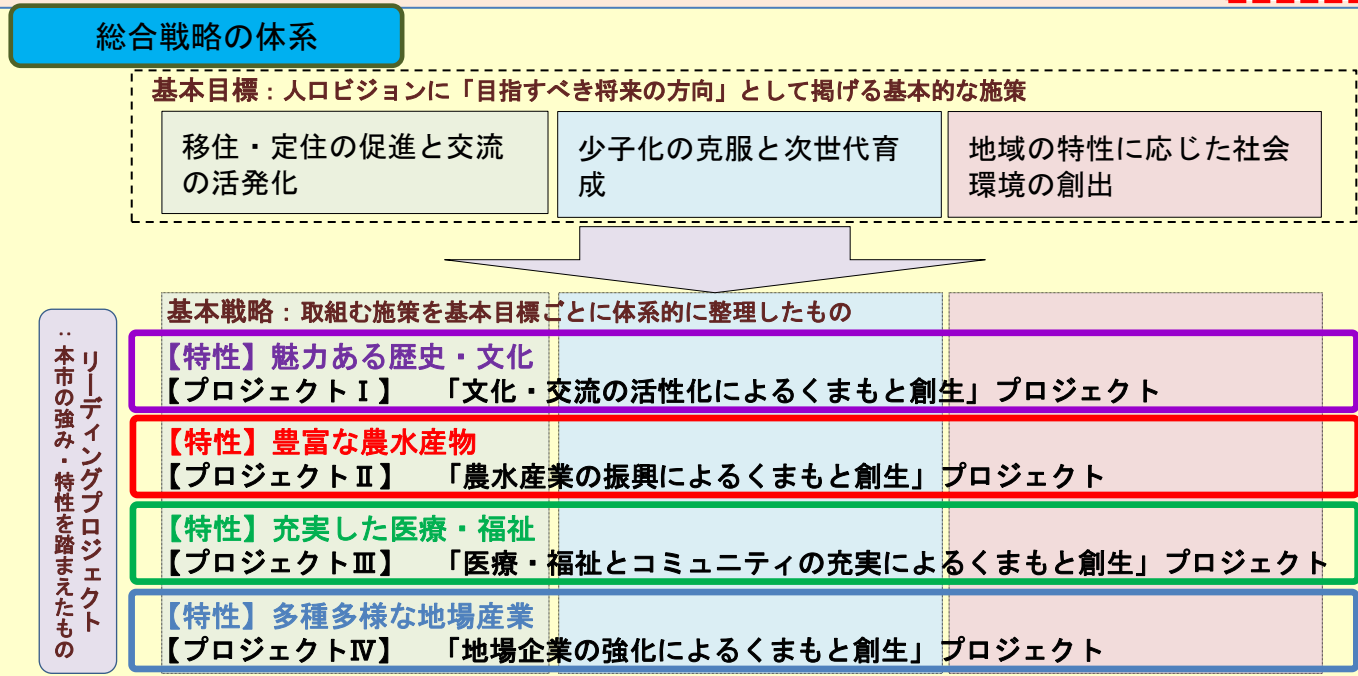 総合戦略の体系
基本目標：人口ビジョンに「目指すべき将来の方向」として掲げる基本的な施策
移住・定住の促進と交流
の活発化
少子化の克服と次世代育
成
地域の特性に応じた社会
環境の創出
基本戦略：取組む施策を基本目標ごとに体系的に整理したもの
リーディングプロジェクト
：本市の強み・特性を踏まえたもの
【特性】魅力ある歴史・文化
【プロジェクトⅠ】　「文化・交流の活性化によるくまもと創生」プロジェクト
【特性】豊富な農水産物
【プロジェクトⅡ】　「農水産業の振興によるくまもと創生」プロジェクト
【特性】充実した医療・福祉
【プロジェクトⅢ】　「医療・福祉とコミュニティの充実によるくまもと創生」プロジェクト
【特性】多種多様な地場産業
【プロジェクトⅣ】　「地場企業の強化によるくまもと創生」プロジェクト